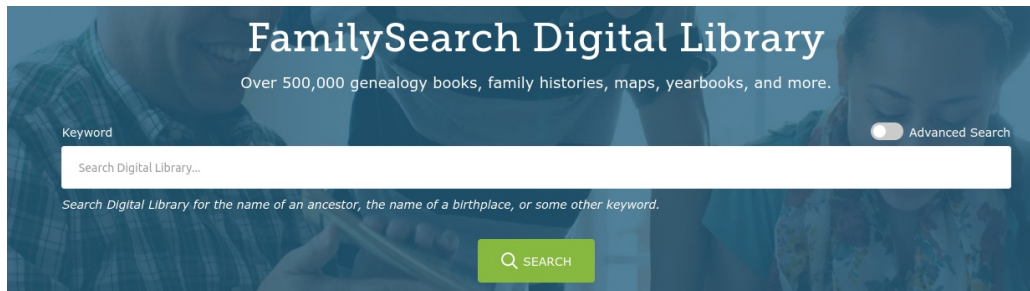 FamilySearch Digital Library
Over 500,000 genealogy books, family histories, maps, yearbooks, and more.
Keyword
Advanced Search
Search Digital Library...
Search Digital Library for the name of an ancestor, the name of a birthplace, or some other keyword.
SEARCH